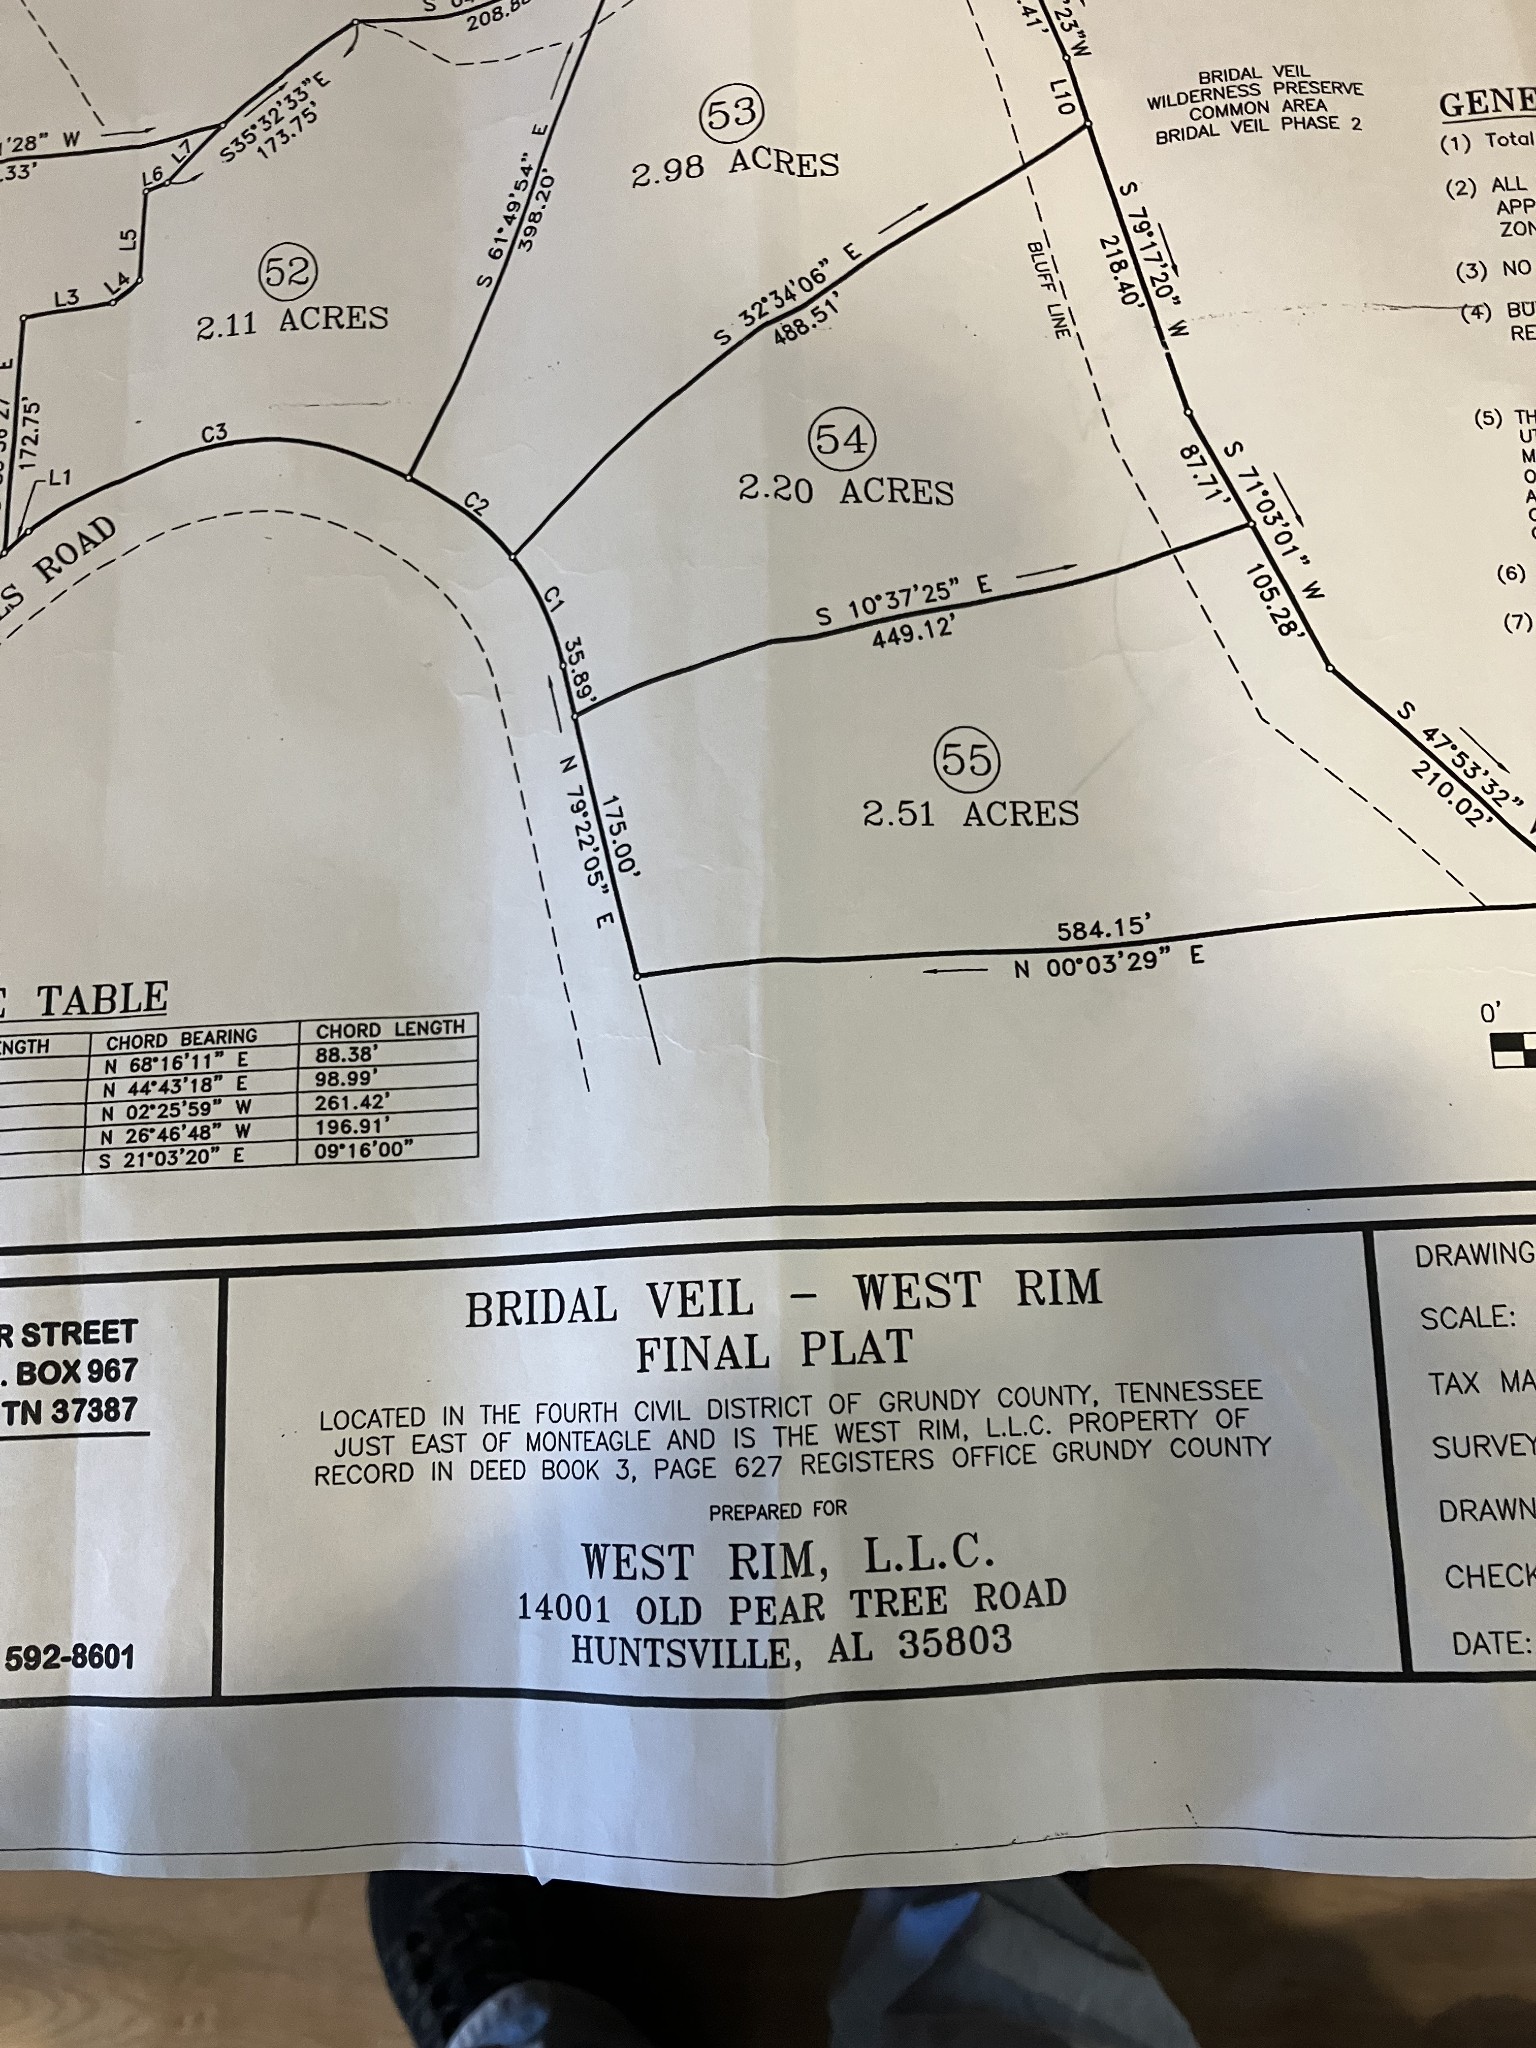 208.8
.41'
'23"W
L10
BRIDAL VEIL
WILDERNESS PRESERVE
COMMON AREA
BRIDAL VEIL PHASE 2
GENE
(1) Total
(2) ALL
APP
ZON
(3) NO
(4) BU
RE
(5) TH
UT
M
O
A
O
(6)
(7)
'28" W
.33'
L7
L6
S35°32'33"E
173.75'
L5
L4
L3
53
2.98 ACRES
S 61°49'54" E
398.20'
52
2.11 ACRES
S 79°17'20" W
218.40'
BLUFF LINE
S 32°34'06" E
488.51'
172.75'
L1
C3
C2
C1
LS ROAD
54
2.20 ACRES
87.71'
S 71°03'01" W
105.28'
S 10°37'25" E
449.12'
35.89'
N 79°22'05" E
175.00'
55
2.51 ACRES
S 47°53'32" W
210.02'
584.15'
N 00°03'29" E
0'
E TABLE
NGTH CHORD BEARING CHORD LENGTH
N 68°16'11" E 88.38'
N 44°43'18" E 98.99'
N 02°25'59" W 261.42'
N 26°46'48" W 196.91'
S 21°03'20" E 09°16'00"
R STREET
. BOX 967
TN 37387
592-8601
BRIDAL VEIL – WEST RIM
FINAL PLAT
LOCATED IN THE FOURTH CIVIL DISTRICT OF GRUNDY COUNTY, TENNESSEE
JUST EAST OF MONTEAGLE AND IS THE WEST RIM, L.L.C. PROPERTY OF
RECORD IN DEED BOOK 3, PAGE 627 REGISTERS OFFICE GRUNDY COUNTY
PREPARED FOR
WEST RIM, L.L.C.
14001 OLD PEAR TREE ROAD
HUNTSVILLE, AL 35803
DRAWING
SCALE:
TAX MA
SURVEY
DRAWN
CHECK
DATE: